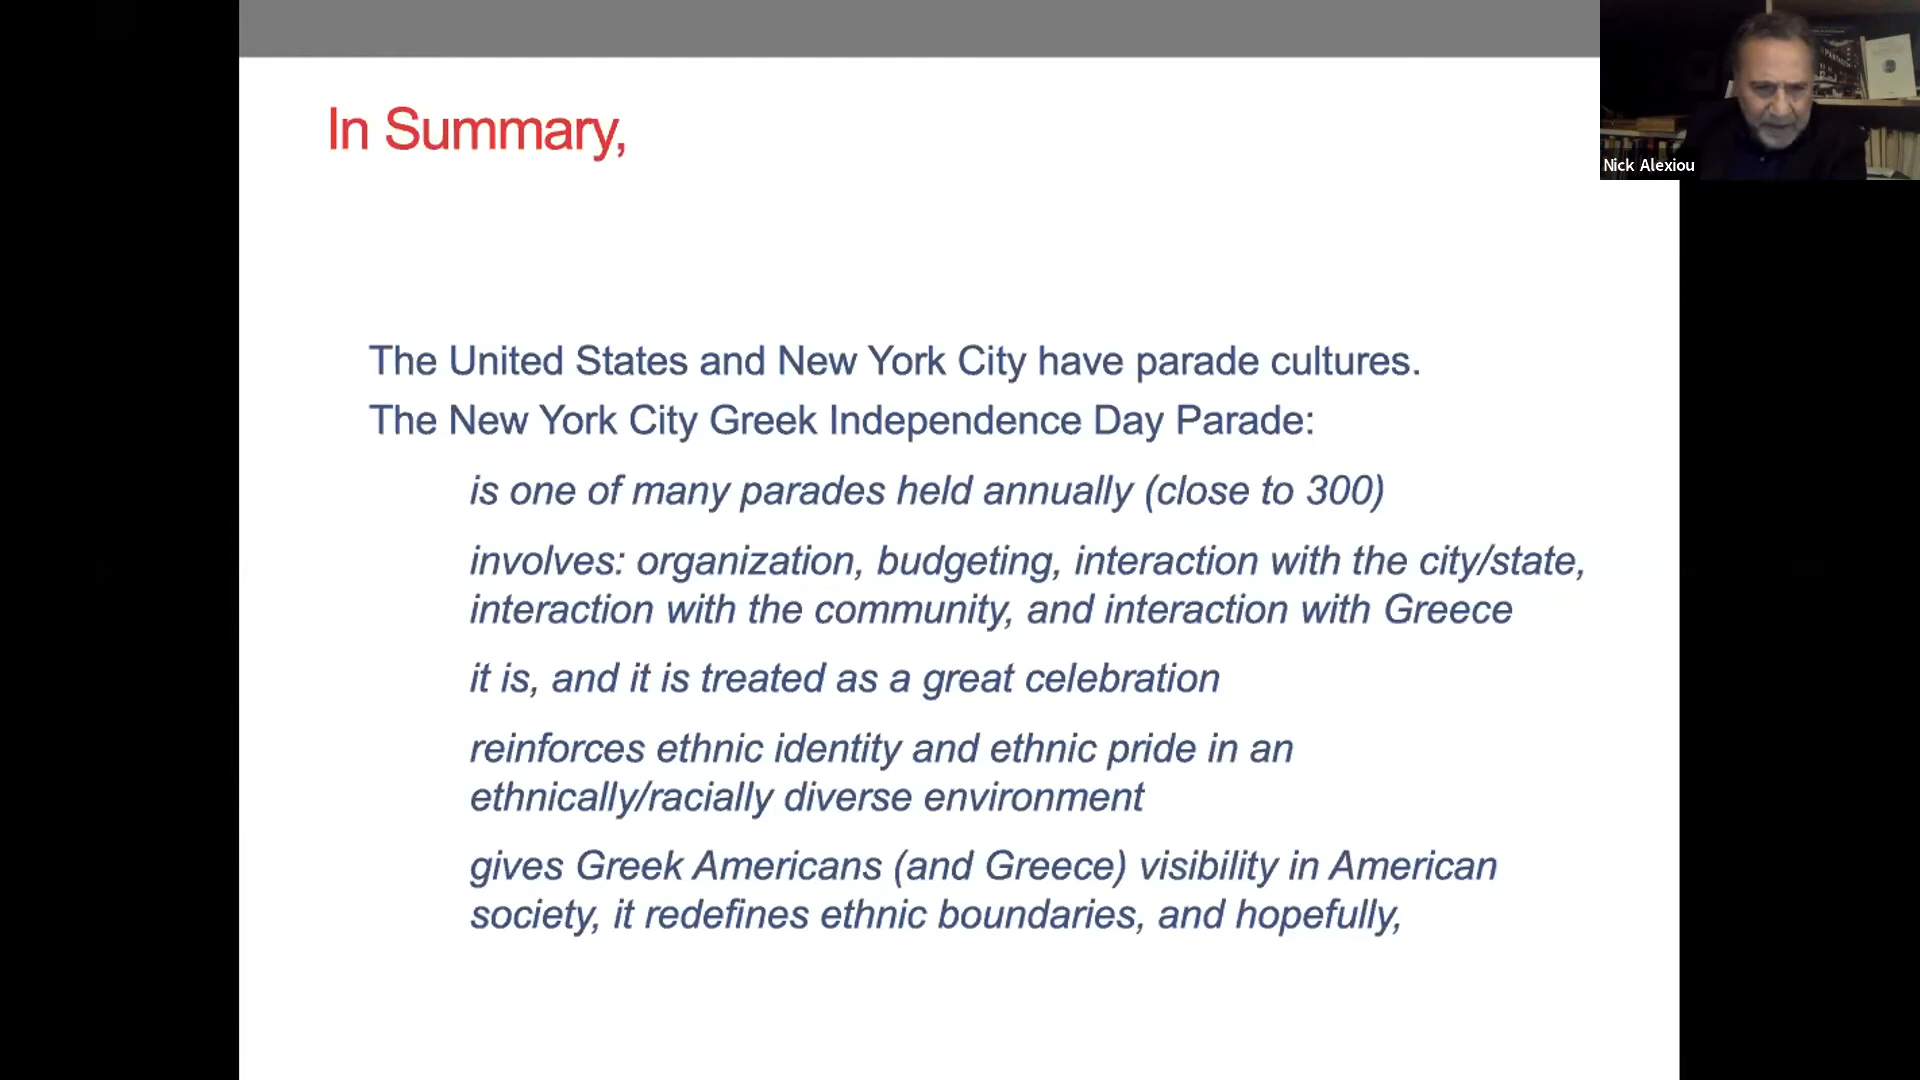 In Summary,
Nick Alexiou
The United States and New York City have parade cultures.
The New York City Greek Independence Day Parade:
is one of many parades held annually (close to 300)
involves: organization, budgeting, interaction with the city/state,
interaction with the community, and interaction with Greece
it is, and it is treated as a great celebration
reinforces ethnic identity and ethnic pride in an
ethnically/racially diverse environment
gives Greek Americans (and Greece) visibility in American
society, it redefines ethnic boundaries, and hopefully,